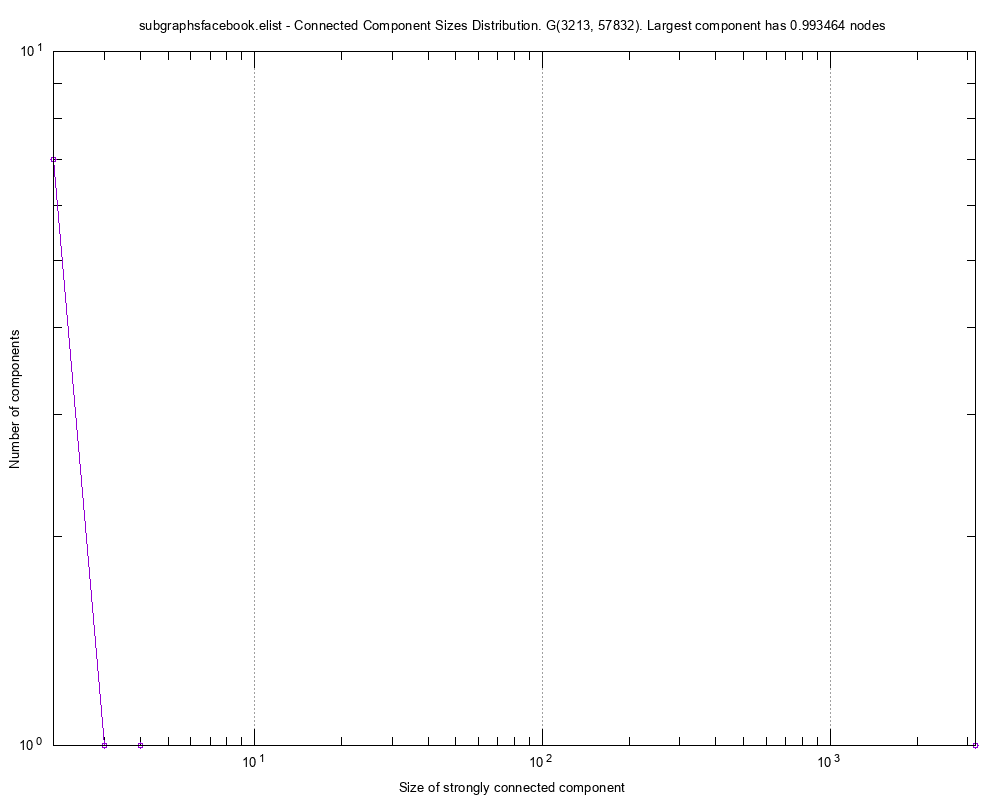 subgraphsfacebook.elist - Connected Component Sizes Distribution. G(3213, 57832). Largest component has 0.993464 nodes
10^1
Number of components
10^0
10^1 10^2 10^3
Size of strongly connected component